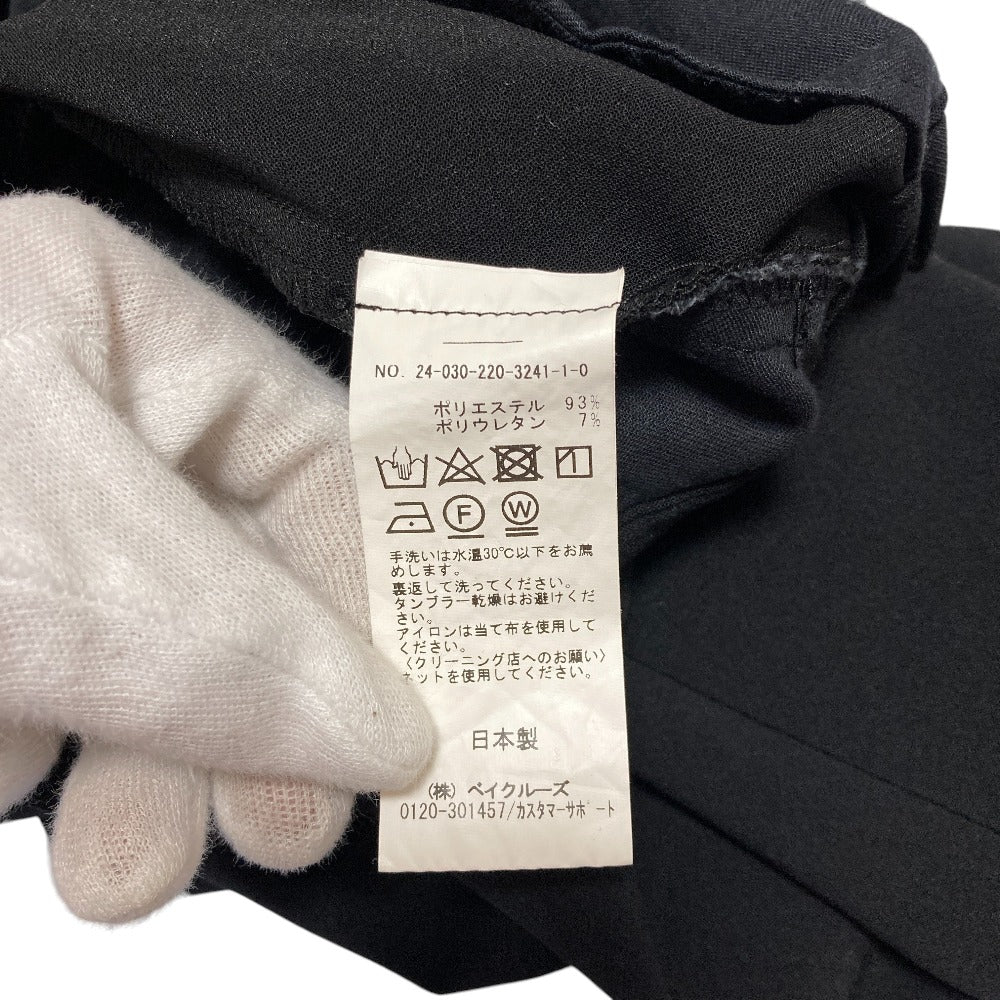 NO. 24-030-220-3241-1-0
ポリエステル 93%
ポリウレタン 7%
1
F W
手洗いは水温30℃以下をお薦
めします。
裏返して洗ってください。
タンブラー乾燥はお避けくだ
さい。
アイロンは当て布を使用して
ください。
〈クリーニング店へのお願い〉
ネットを使用してください。
日本製
(株) ベイクルーズ
0120-301457/カスタマーサポート